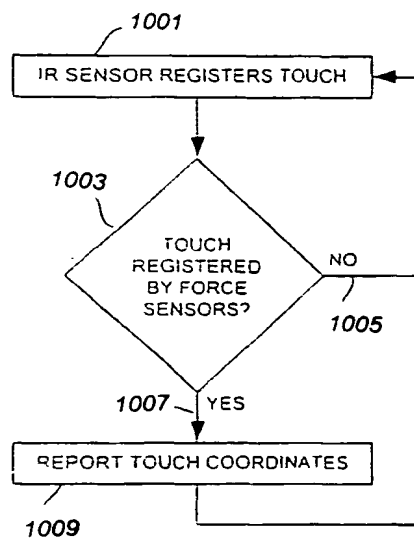 1001
IR SENSOR REGISTERS TOUCH
1003
TOUCH
REGISTERED
BY FORCE
SENSORS?
NO
1005
1007
YES
REPORT TOUCH COORDINATES
1009